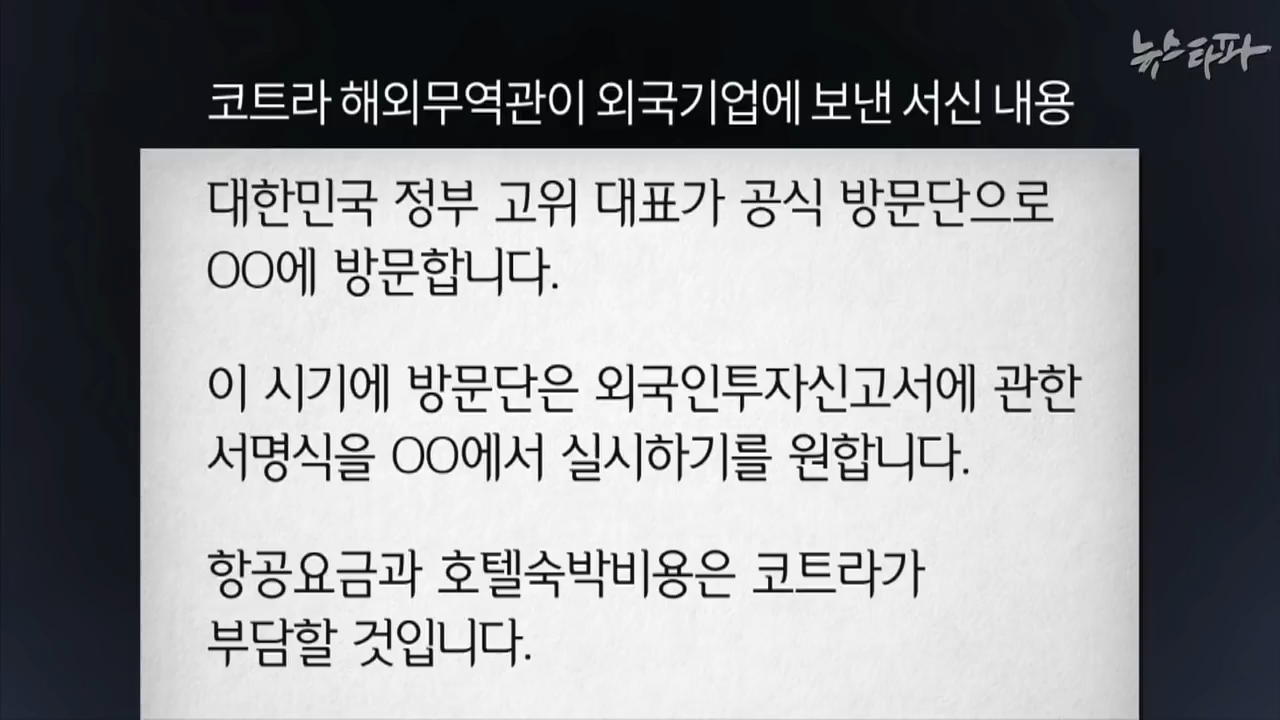 뉴스타파
코트라 해외무역관이 외국기업에 보낸 서신 내용
대한민국 정부 고위 대표가 공식 방문단으로
OO에 방문합니다.
이 시기에 방문단은 외국인투자신고서에 관한
서명식을 OO에서 실시하기를 원합니다.
항공요금과 호텔숙박비용은 코트라가
부담할 것입니다.